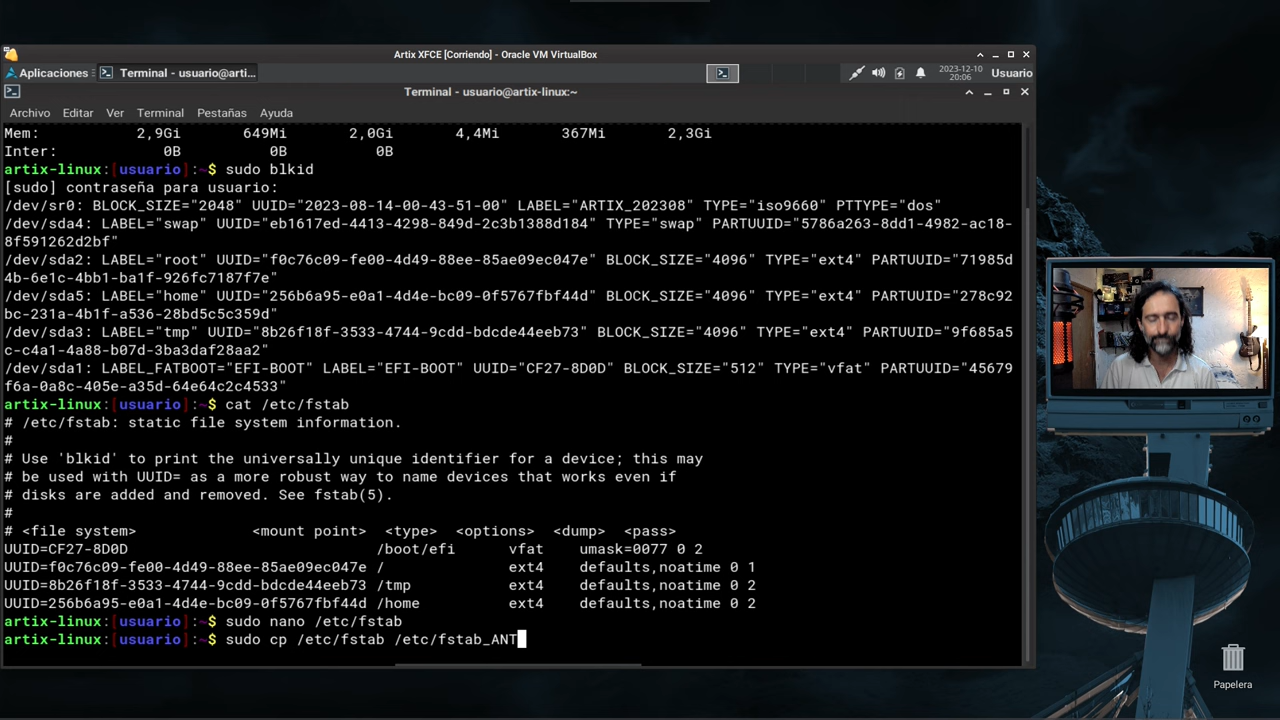 Artix XFCE [Corriendo] - Oracle VM VirtualBox
Aplicaciones
Terminal - usuario@arti...
2023-12-10
20:06
Usuario
Terminal - usuario@artix-linux:~
Archivo Editar Ver Terminal Pestañas Ayuda
Mem: 2,9Gi 649Mi 2,0Gi 4,4Mi 367Mi 2,3Gi
Inter: 0B 0B 0B
artix-linux:[usuario]:~$ sudo blkid
[sudo] contraseña para usuario:
/dev/sr0: BLOCK_SIZE="2048" UUID="2023-08-14-00-43-51-00" LABEL="ARTIX_202308" TYPE="iso9660" PTTYPE="dos"
/dev/sda4: LABEL="swap" UUID="eb1617ed-4413-4298-849d-2c3b1388d184" TYPE="swap" PARTUUID="5786a263-8dd1-4982-ac18-
8f591262d2bf"
/dev/sda2: LABEL="root" UUID="f0c76c09-fe00-4d49-88ee-85ae09ec047e" BLOCK_SIZE="4096" TYPE="ext4" PARTUUID="71985d
4b-6e1c-4bb1-ba1f-926fc7187f7e"
/dev/sda5: LABEL="home" UUID="256b6a95-e0a1-4d4e-bc09-0f5767fbf44d" BLOCK_SIZE="4096" TYPE="ext4" PARTUUID="278c92
bc-231a-4b1f-a536-28bd5c5c359d"
/dev/sda3: LABEL="tmp" UUID="8b26f18f-3533-4744-9cdd-bdcde44eeb73" BLOCK_SIZE="4096" TYPE="ext4" PARTUUID="9f685a5
c-c4a1-4a88-b07d-3ba3daf28aa2"
/dev/sda1: LABEL_FATBOOT="EFI-BOOT" LABEL="EFI-BOOT" UUID="CF27-8D0D" BLOCK_SIZE="512" TYPE="vfat" PARTUUID="45679
f6a-0a8c-405e-a35d-64e64c2c4533"
artix-linux:[usuario]:~$ cat /etc/fstab
# /etc/fstab: static file system information.
#
# Use 'blkid' to print the universally unique identifier for a device; this may
# be used with UUID= as a more robust way to name devices that works even if
# disks are added and removed. See fstab(5).
#
# <file system> <mount point> <type> <options> <dump> <pass>
UUID=CF27-8D0D /boot/efi vfat umask=0077 0 2
UUID=f0c76c09-fe00-4d49-88ee-85ae09ec047e / ext4 defaults,noatime 0 1
UUID=8b26f18f-3533-4744-9cdd-bdcde44eeb73 /tmp ext4 defaults,noatime 0 2
UUID=256b6a95-e0a1-4d4e-bc09-0f5767fbf44d /home ext4 defaults,noatime 0 2
artix-linux:[usuario]:~$ sudo nano /etc/fstab
artix-linux:[usuario]:~$ sudo cp /etc/fstab /etc/fstab_ANT
Papelera